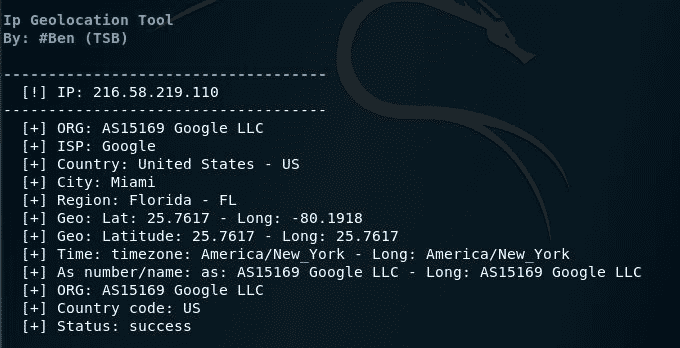 Ip Geolocation Tool
By: #Ben (TSB)
------------------------------------
[!] IP: 216.58.219.110
------------------------------------
[+] ORG: AS15169 Google LLC
[+] ISP: Google
[+] Country: United States - US
[+] City: Miami
[+] Region: Florida - FL
[+] Geo: Lat: 25.7617 - Long: -80.1918
[+] Geo: Latitude: 25.7617 - Long: 25.7617
[+] Time: timezone: America/New_York - Long: America/New_York
[+] As number/name: as: AS15169 Google LLC - Long: AS15169 Google LLC
[+] ORG: AS15169 Google LLC
[+] Country code: US
[+] Status: success